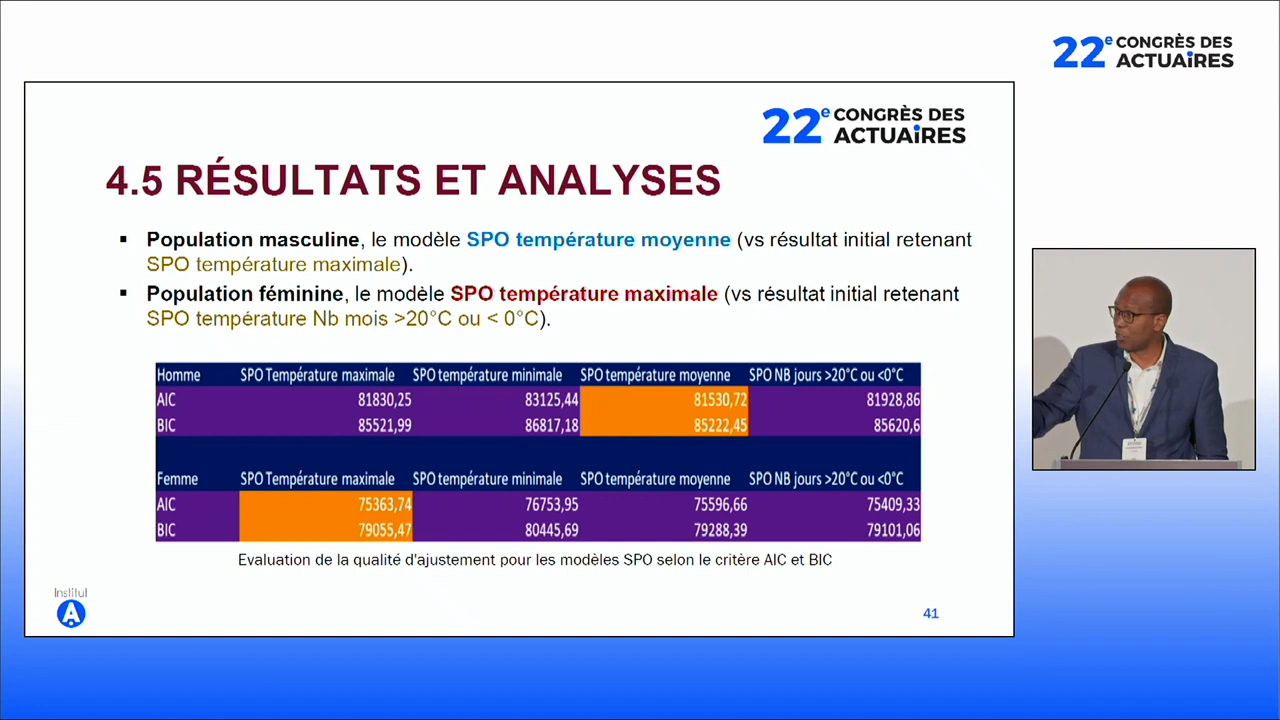 22e CONGRÈS DES
ACTUAIRES
22e CONGRÈS DES
ACTUAIRES
4.5 RÉSULTATS ET ANALYSES
▪ Population masculine, le modèle SPO température moyenne (vs résultat initial retenant
SPO température maximale).
▪ Population féminine, le modèle SPO température maximale (vs résultat initial retenant
SPO température Nb mois >20°C ou < 0°C).
Homme SPO Température maximale SPO température minimale SPO température moyenne SPO NB jours >20°C ou <0°C
AIC 81830,25 83125,44 81530,72 81928,86
BIC 85521,99 86817,18 85222,45 85620,6
Femme SPO Température maximale SPO température minimale SPO température moyenne SPO NB jours >20°C ou <0°C
AIC 75363,74 76753,95 75596,66 75409,33
BIC 79055,47 80445,69 79288,39 79101,06
Evaluation de la qualité d'ajustement pour les modèles SPO selon le critère AIC et BIC
Institut
A
41